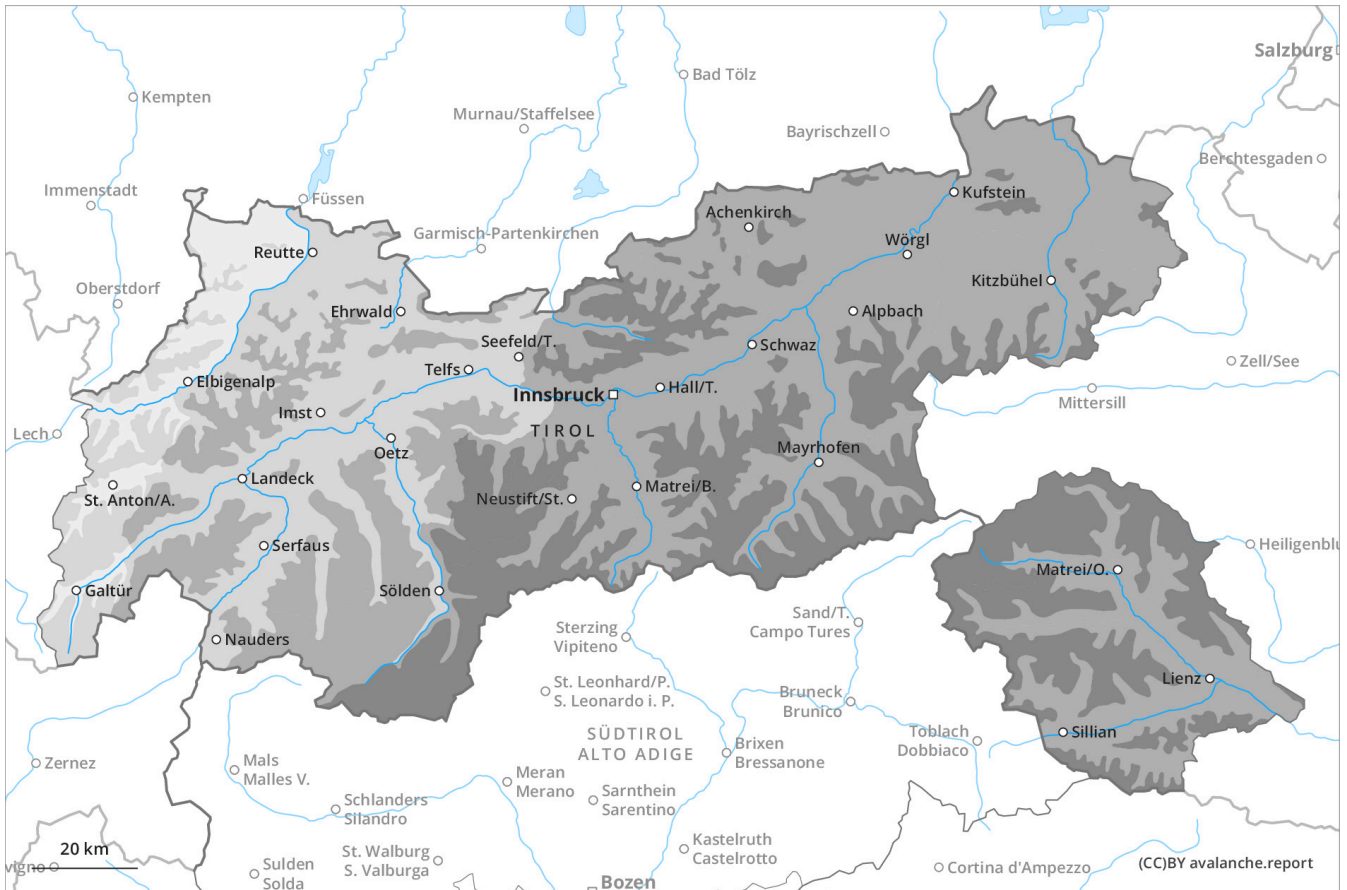 Salzburg
Bad Tölz
Kempten
Murnau/Staffelsee
Bayrischzell
Berchtesgaden
Immenstadt
Füssen
Kufstein
Achenkirch
Garmisch-Partenkirchen
Wörgl
Reutte
Kitzbühel
Oberstdorf
Ehrwald
Alpbach
Seefeld/T.
Schwaz
Zell/See
Telfs
Elbigenalp
Hall/T.
Innsbruck
Mittersill
Imst
TIROL
Lech
Oetz
Mayrhofen
Landeck
St. Anton/A.
Neustift/St.
Matrei/B.
Serfaus
Heiligenblu
Matrei/O.
Galtür
Sölden
Sand/T.
Campo Tures
Sterzing
Vipiteno
Nauders
Lienz
St. Leonhard/P.
S. Leonardo i. P.
Bruneck
Brunico
Sillian
SÜDTIROL
ALTO ADIGE
Toblach
Dobbiaco
Brixen
Bressanone
Zernez
Mals
Malles V.
Meran
Merano
Sarnthein
Sarentino
Schlanders
Silandro
Kastelruth
Castelrotto
20 km
St. Walburg
S. Valburga
vigno
Sulden
Solda
Cortina d'Ampezzo
(CC)BY avalanche.report
Bozen